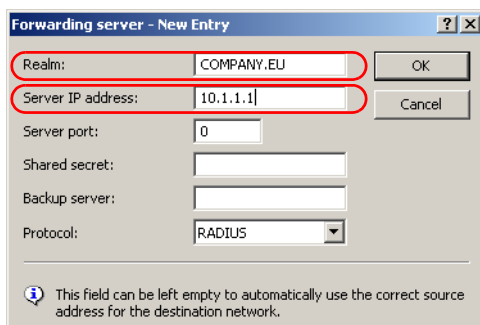 Forwarding server - New Entry
Realm: COMPANY.EU OK
Server IP address: 10.1.1.1 Cancel
Server port: 0
Shared secret:
Backup server:
Protocol: RADIUS
This field can be left empty to automatically use the correct source
address for the destination network.